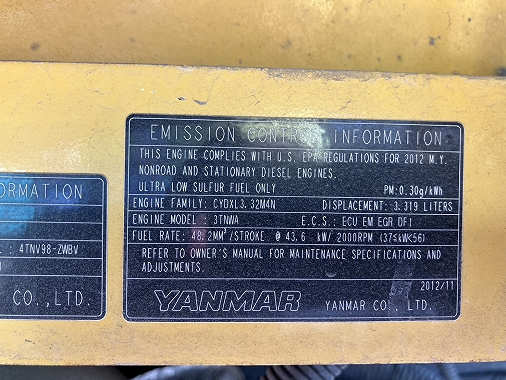 EMISSION CONTROL INFORMATION
THIS ENGINE COMPLIES WITH U.S. EPA REGULATIONS FOR 2012 M.Y.
NONROAD AND STATIONARY DIESEL ENGINES.
ULTRA LOW SULFUR FUEL ONLY PM:0.30g/kWh
ENGINE FAMILY: CYDXL3.32M4N DISPLACEMENT: 3.319 LITERS
ENGINE MODEL : 3TNWA E.C.S.: ECU EM EGR DFI
FUEL RATE: 48.2MM³/STROKE @ 43.6 kW/ 2000RPM (37≤kW<56)
REFER TO OWNER'S MANUAL FOR MAINTENANCE SPECIFICATIONS AND
ADJUSTMENTS.
2012/11
YANMAR YANMAR CO.,LTD.
ORMATION
4TNV98-ZWBV
CO.,LTD.